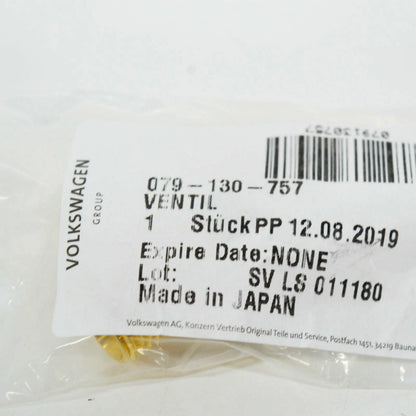 VOLKSWAGEN
GROUP
079130757
079-130-757
VENTIL
1 Stück PP 12.08.2019
Expire Date: NONE
Lot: SV LS 011180
Made in JAPAN
Volkswagen AG, Konzern Vertrieb Original Teile und Service, Postfach 1451, 34219 Bauna